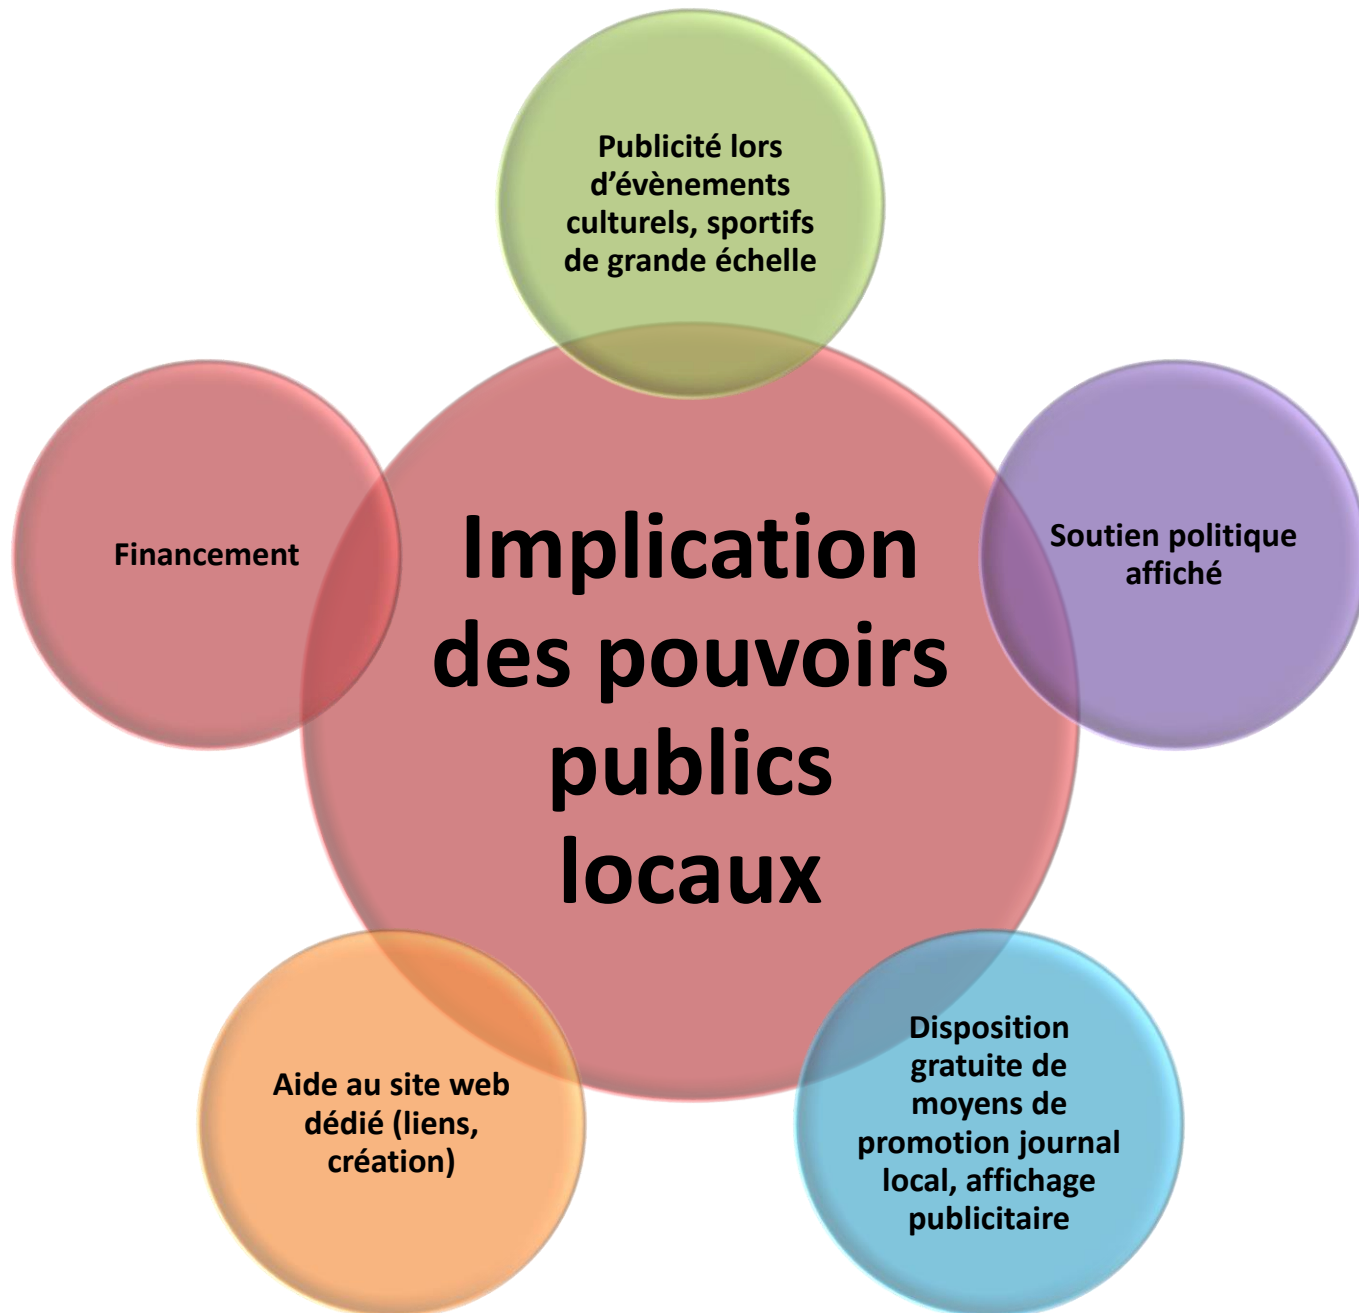 Publicité lors
d’évènements
culturels, sportifs
de grande échelle
Soutien politique
affiché
Disposition
gratuite de
moyens de
promotion journal
local, affichage
publicitaire
Aide au site web
dédié (liens,
création)
Financement
Implication
des pouvoirs
publics
locaux